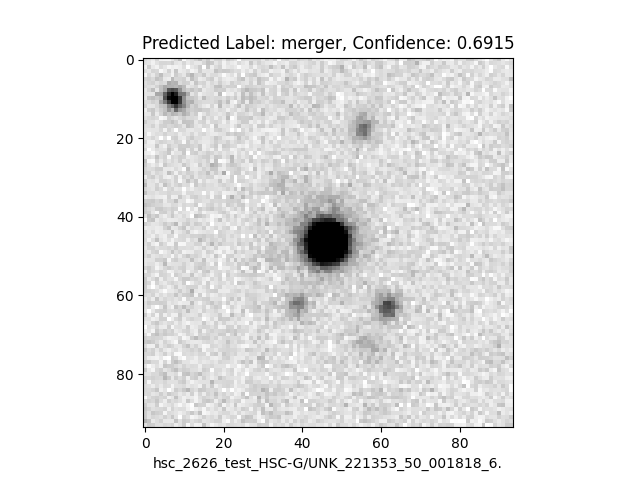 Predicted Label: merger, Confidence: 0.6915
0
20
40
60
80
0 20 40 60 80
hsc_2626_test_HSC-G/UNK_221353_50_001818_6.